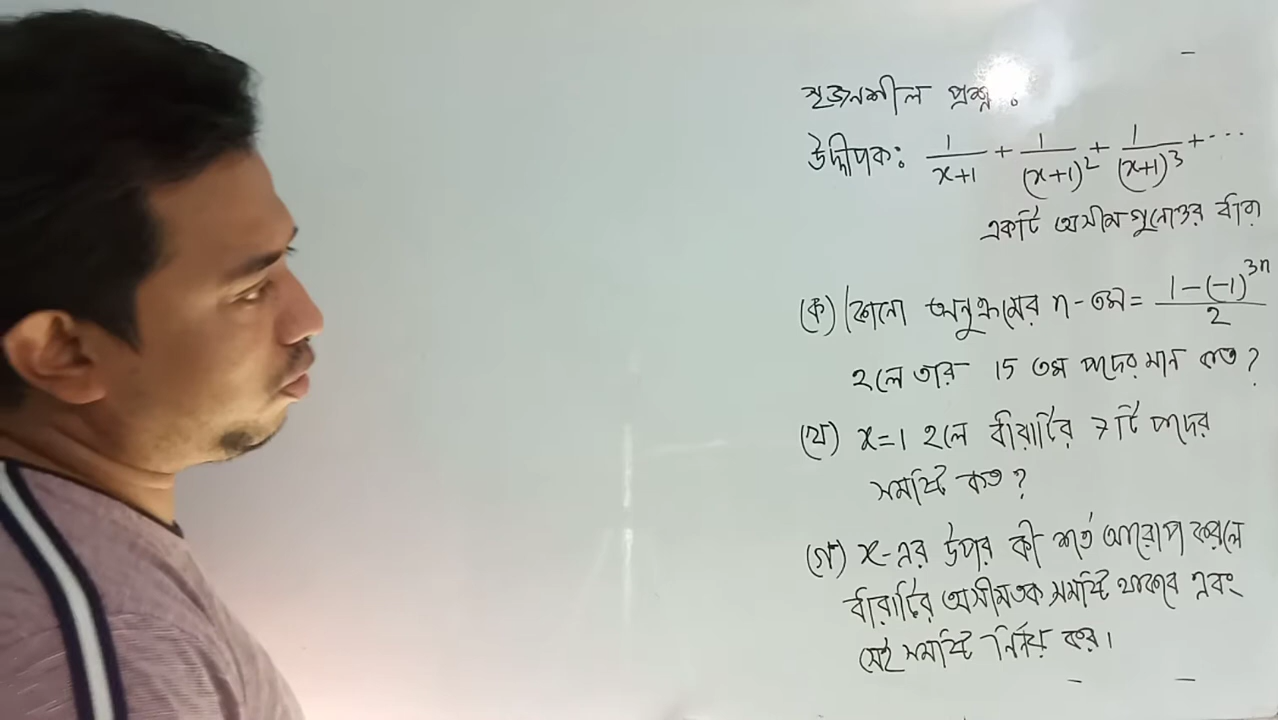 সৃজনশীল প্রশ্ন :
উদ্দীপক: 1/(x+1) + 1/(x+1)² + 1/(x+1)³ + ...
একটি অসীম গুনোত্তর ধারা
(ক) কোনো অনুক্রমের n-তম = (1-(-1)^3n)/2
হলে তার 15 তম পদের মান কত?
(খ) x=1 হলে ধারাটির 7টি পদের
সমষ্টি কত?
(গ) x-এর উপর কী শর্ত আরোপ করলে
ধারাটির অসীমতক সমষ্টি থাকবে এবং
সেই সমষ্টি নির্নয় কর।